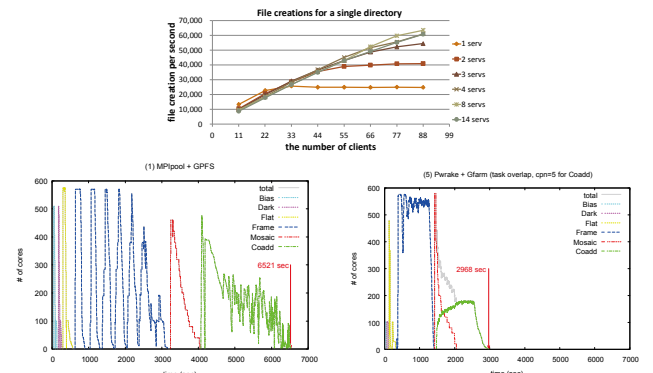 File creations for a single directory
file creation per second
70,000
60,000
50,000
40,000
30,000
20,000
10,000
0
0 11 22 33 44 55 66 77 88 99
the number of clients
1 serv
2 servs
3 servs
4 servs
8 servs
14 servs
(1) MPIpool + GPFS
# of cores
600
500
400
300
200
100
0
0 1000 2000 3000 4000 5000 6000 7000
total
Bias
Dark
Flat
Frame
Mosaic
Coadd
6521 sec
(5) Pwrake + Gfarm (task overlap, cpn=5 for Coadd)
# of cores
600
500
400
300
200
100
0
0 1000 2000 3000 4000 5000 6000 7000
total
Bias
Dark
Flat
Frame
Mosaic
Coadd
2968 sec